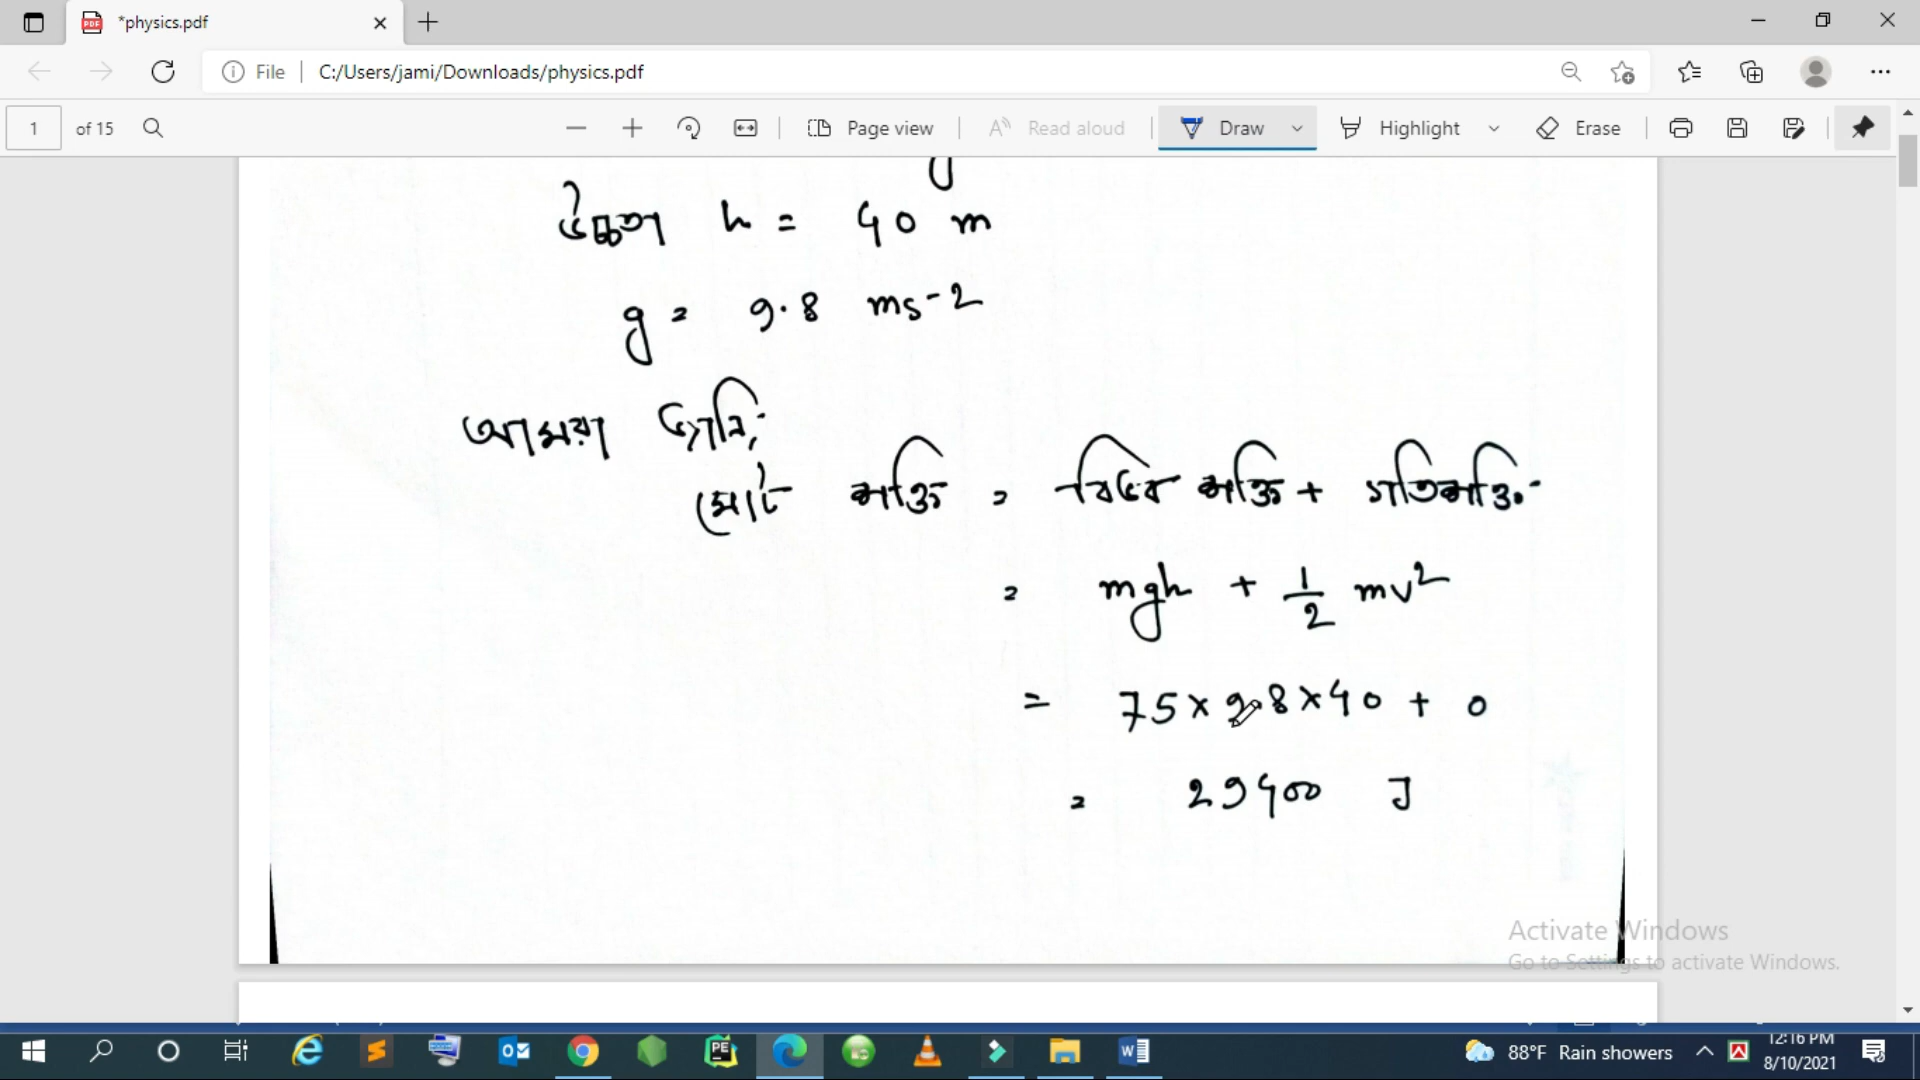 *physics.pdf
File C:/Users/jami/Downloads/physics.pdf
1 of 15 Page view Read aloud Draw Highlight Erase
উচ্চতা h = 40 m
g = 9.8 ms-2
আমরা জানি,
মোট শক্তি = বিভব শক্তি + গতিশক্তি
= mgh + 1/2 mv²
= 75 × 9.8 × 40 + 0
= 29400 J
Activate Windows
Go to Settings to activate Windows.
88°F Rain showers 12:16 PM
8/10/2021